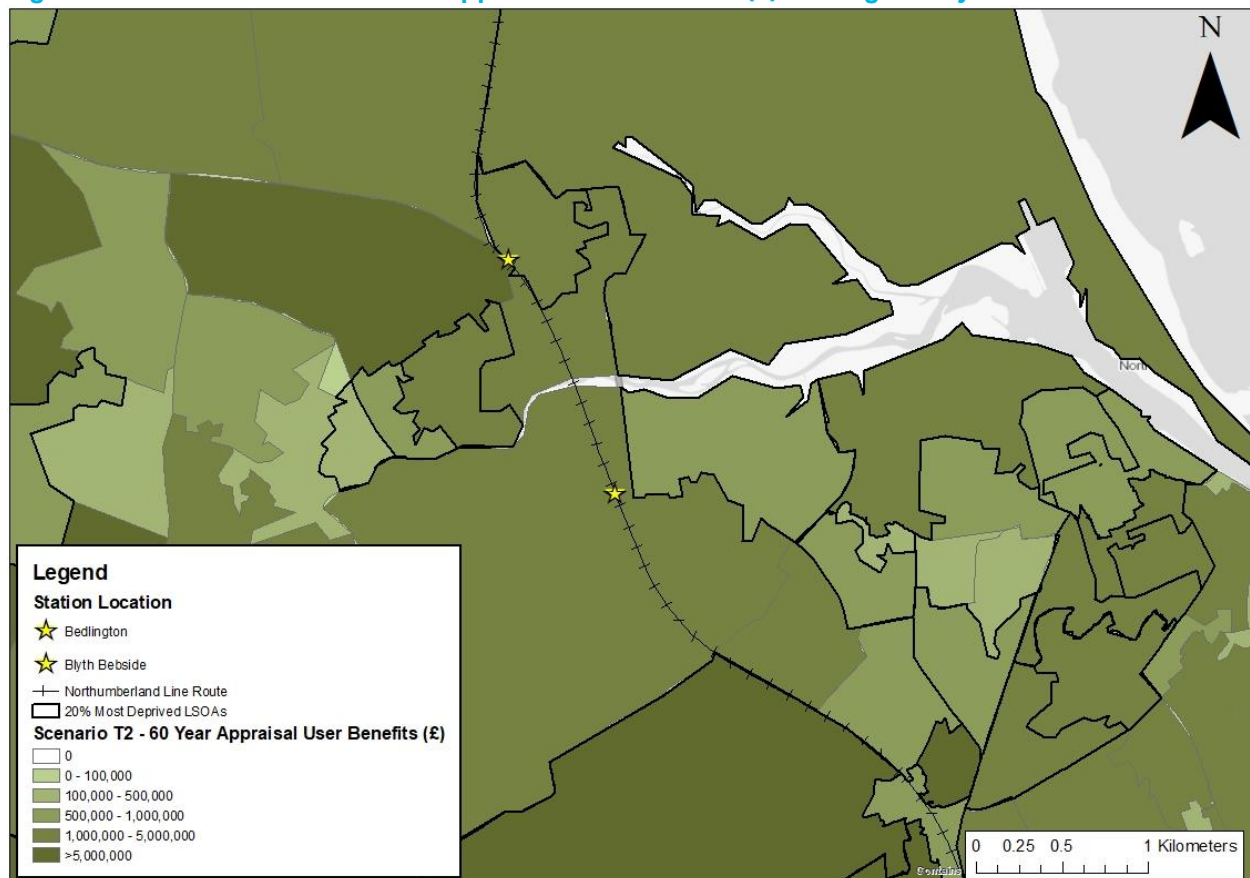 N
Nort
Legend
Station Location
Bedlington
Blyth Bebside
Northumberland Line Route
20% Most Deprived LSOAs
Scenario T2 - 60 Year Appraisal User Benefits (£)
0
0 - 100,000
100,000 - 500,000
500,000 - 1,000,000
1,000,000 - 5,000,000
>5,000,000
0 0.25 0.5 1 Kilometers
Contains